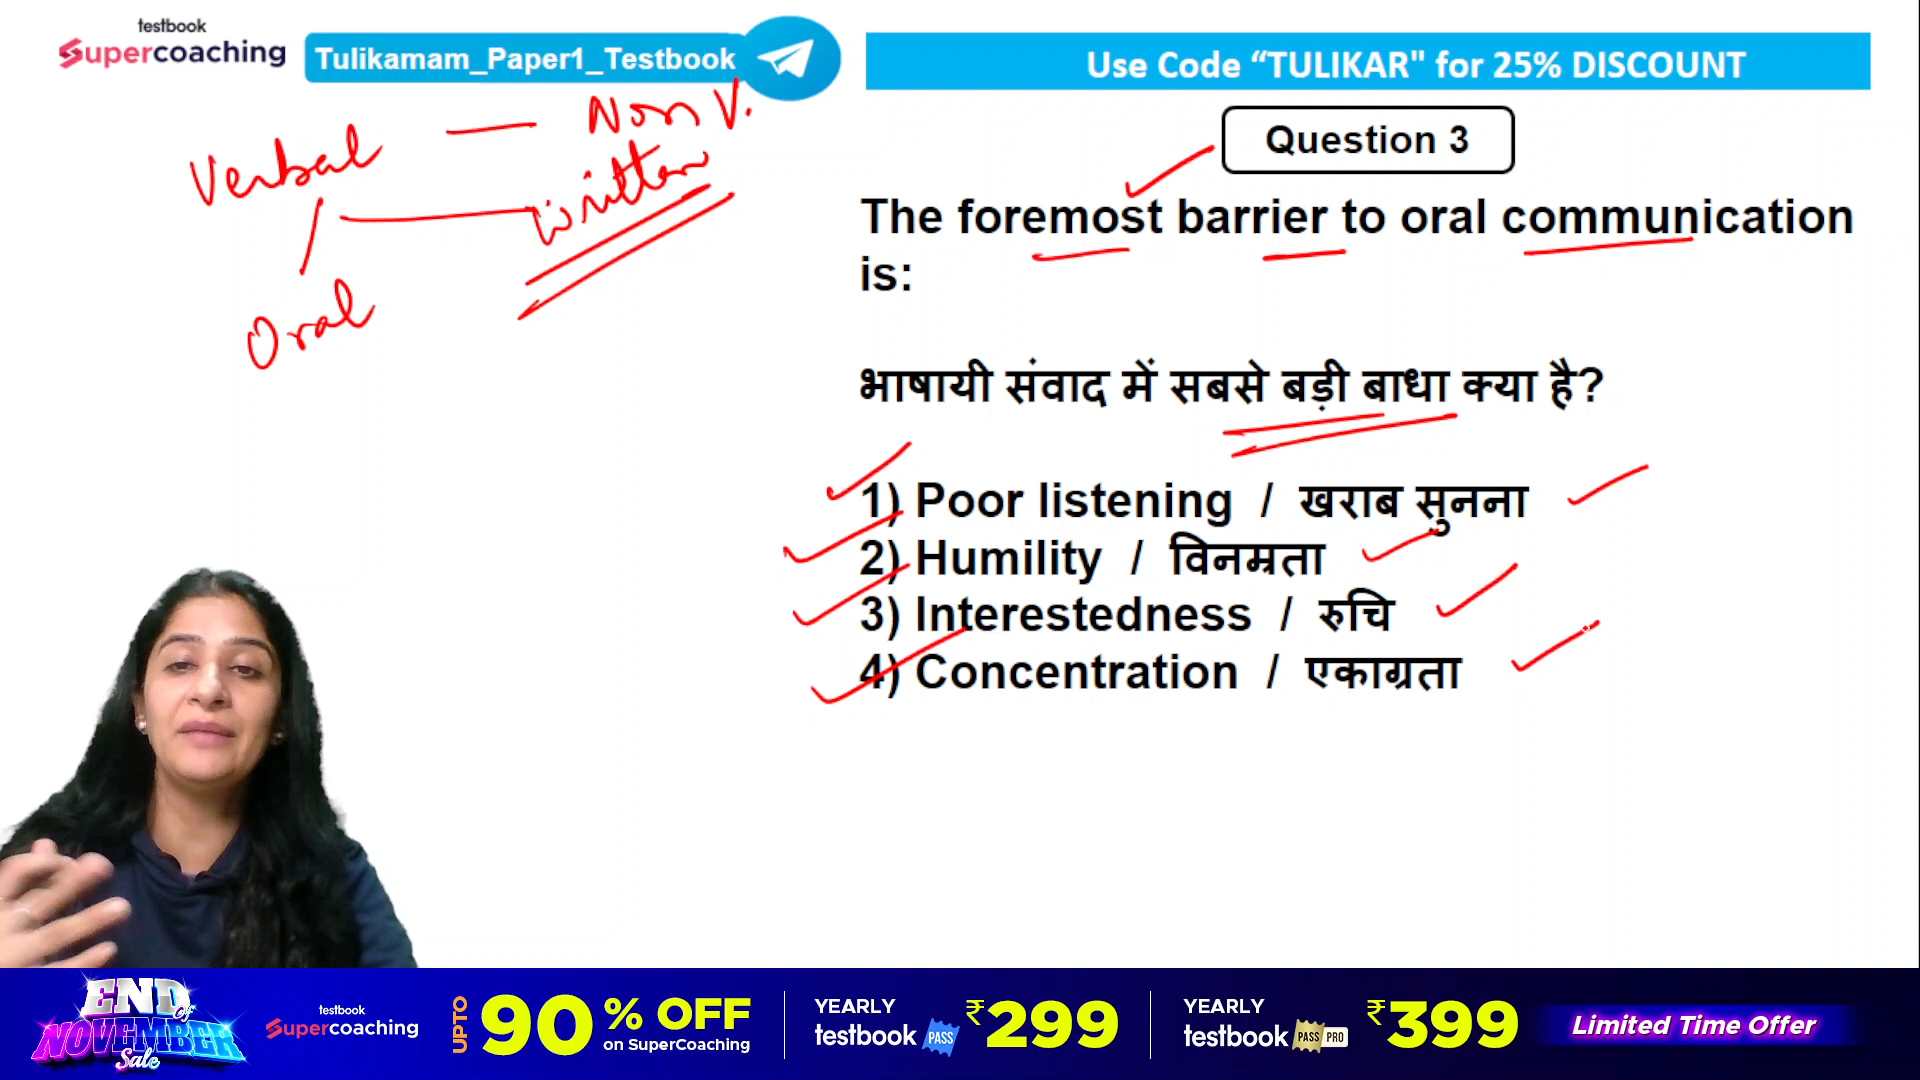 testbook
Supercoaching
Tulikamam_Paper1_Testbook
Use Code “TULIKAR" for 25% DISCOUNT
Verbal — Non V.
Written
Oral
Question 3
The foremost barrier to oral communication
is:
भाषायी संवाद में सबसे बड़ी बाधा क्या है?
1) Poor listening / खराब सुनना
2) Humility / विनम्रता
3) Interestedness / रुचि
4) Concentration / एकाग्रता
END of NOVEMBER Sale
testbook
Supercoaching
UPTO 90% OFF
on SuperCoaching
YEARLY
testbook PASS ₹299
YEARLY
testbook PASS PRO ₹399
Limited Time Offer